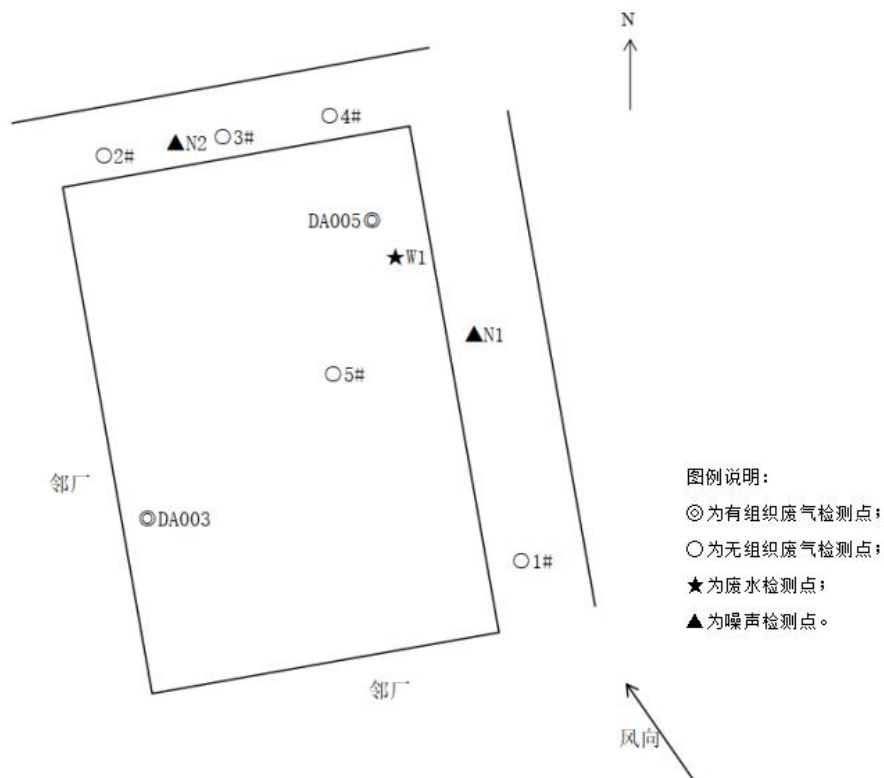 N
○4#
▲N2
○3#
○2#
DA005◎
★W1
▲N1
○5#
邻厂
◎DA003
图例说明：
◎为有组织废气检测点；
○为无组织废气检测点；
★为废水检测点；
▲为噪声检测点。
○1#
邻厂
风向